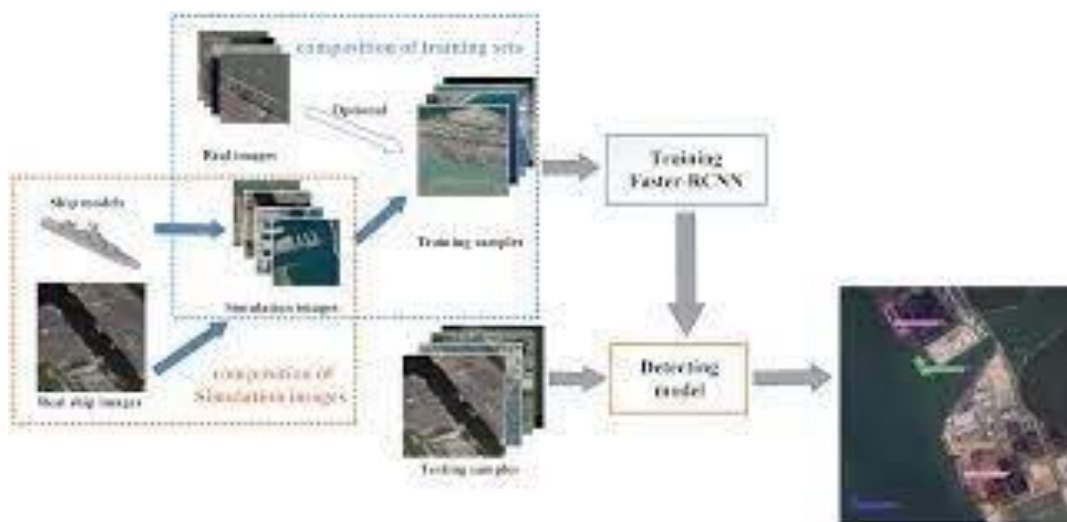 composition of training sets
Optional
Real images
Ship models
Training samples
Simulation images
composition of
Simulation images
Real ship images
Testing samples
Training
Faster-RCNN
Detecting
model